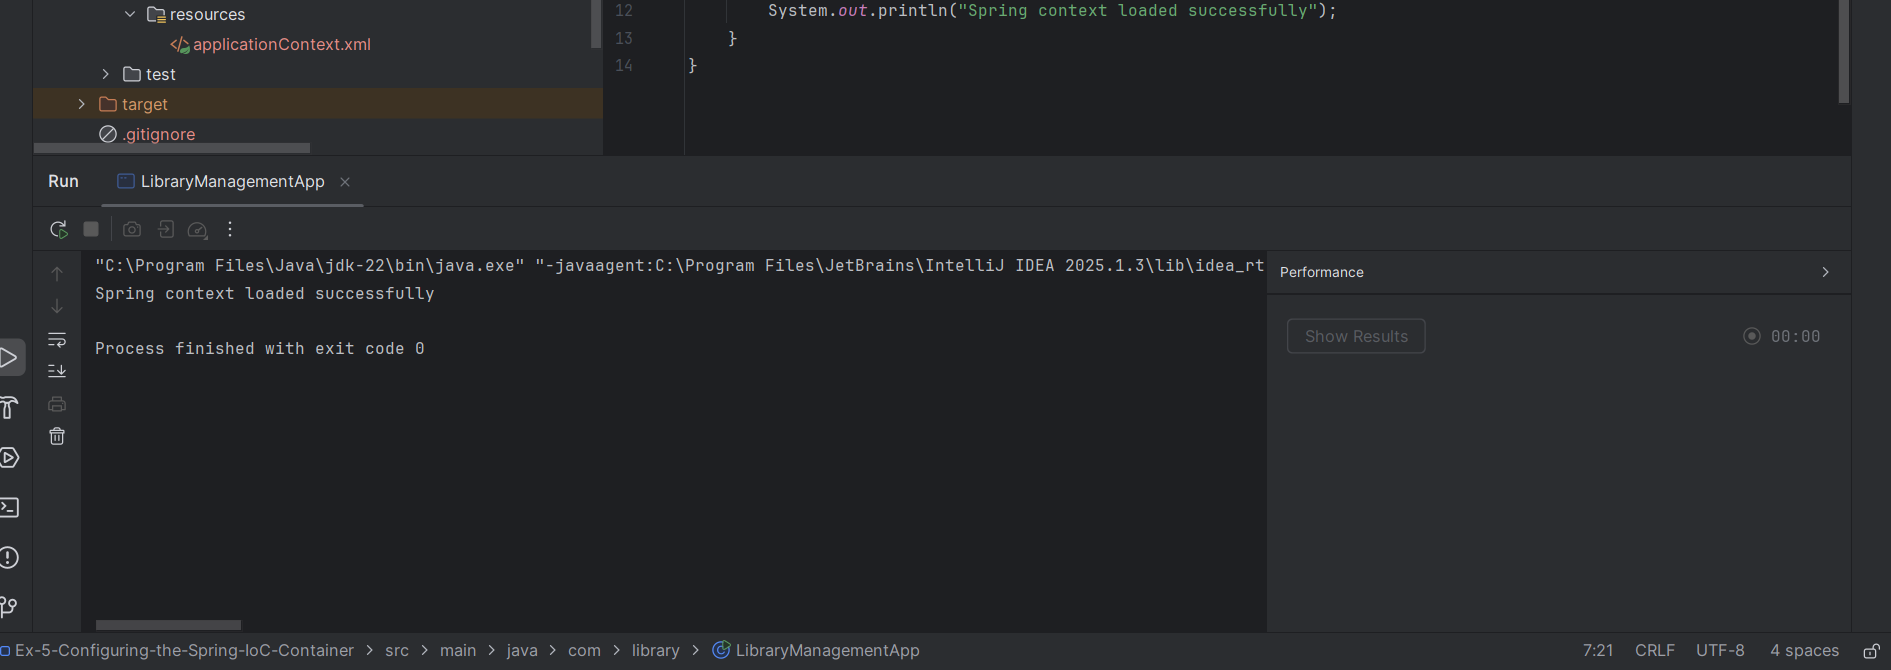 resources
applicationContext.xml
test
target
.gitignore
12 System.out.println("Spring context loaded successfully");
13 }
14 }
Run LibraryManagementApp
"C:\Program Files\Java\jdk-22\bin\java.exe" "-javaagent:C:\Program Files\JetBrains\IntelliJ IDEA 2025.1.3\lib\idea_rt
Spring context loaded successfully
Process finished with exit code 0
Performance
Show Results 00:00
Ex-5-Configuring-the-Spring-IoC-Container > src > main > java > com > library > LibraryManagementApp 7:21 CRLF UTF-8 4 spaces